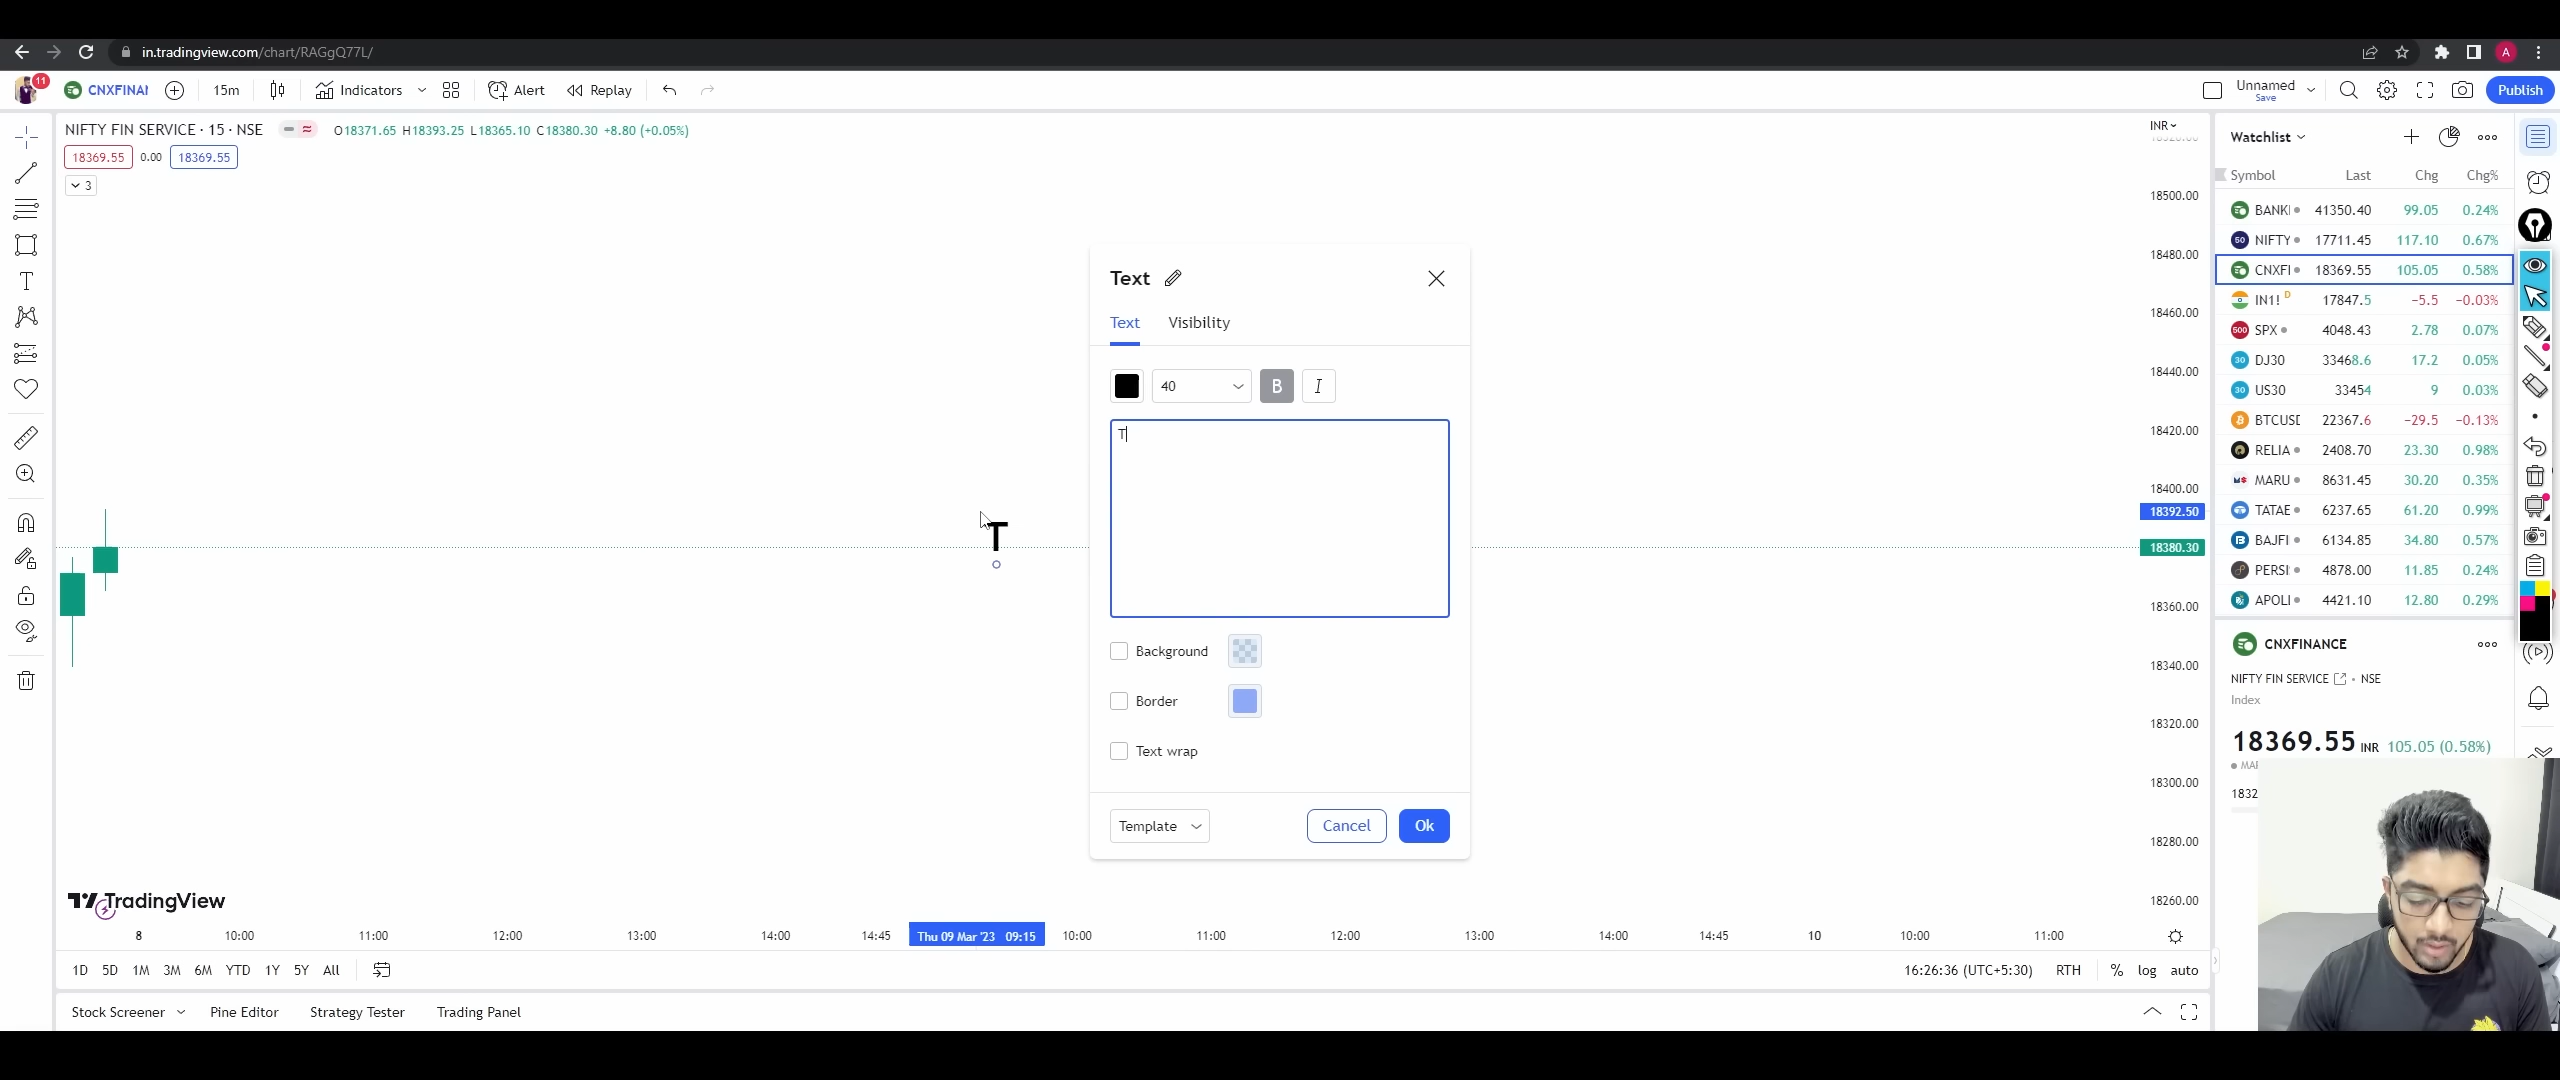 in.tradingview.com/chart/RAGgQ77L/
A
11
CNXFINAI
15m
Indicators
Alert
Replay
Unnamed
Save
Publish
NIFTY FIN SERVICE · 15 · NSE
O18371.65 H18393.25 L18365.10 C18380.30 +8.80 (+0.05%)
18369.55 0.00 18369.55
3
INR
18500.00
18480.00
18460.00
18440.00
18420.00
18400.00
18392.50
18380.30
18360.00
18340.00
18320.00
18300.00
18280.00
18260.00
T
Text
Text Visibility
40 B I
T
Background
Border
Text wrap
Template Cancel Ok
TradingView
8 10:00 11:00 12:00 13:00 14:00 14:45 Thu 09 Mar '23 09:15 10:00 11:00 12:00 13:00 14:00 14:45 10 10:00 11:00
1D 5D 1M 3M 6M YTD 1Y 5Y All
16:26:36 (UTC+5:30) RTH % log auto
Stock Screener Pine Editor Strategy Tester Trading Panel
Watchlist
Symbol Last Chg Chg%
BANKI 41350.40 99.05 0.24%
50 NIFTY 17711.45 117.10 0.67%
CNXFI 18369.55 105.05 0.58%
IN1! D 17847.5 −5.5 −0.03%
500 SPX 4048.43 2.78 0.07%
30 DJ30 33468.6 17.2 0.05%
30 US30 33454 9 0.03%
BTCUSD 22367.6 −29.5 −0.13%
RELIA 2408.70 23.30 0.98%
MARU 8631.45 30.20 0.35%
TATAE 6237.65 61.20 0.99%
BAJFI 6134.85 34.80 0.57%
PERSI 4878.00 11.85 0.24%
APOLI 4421.10 12.80 0.29%
CNXFINANCE
NIFTY FIN SERVICE · NSE
Index
18369.55 INR 105.05 (0.58%)
1832